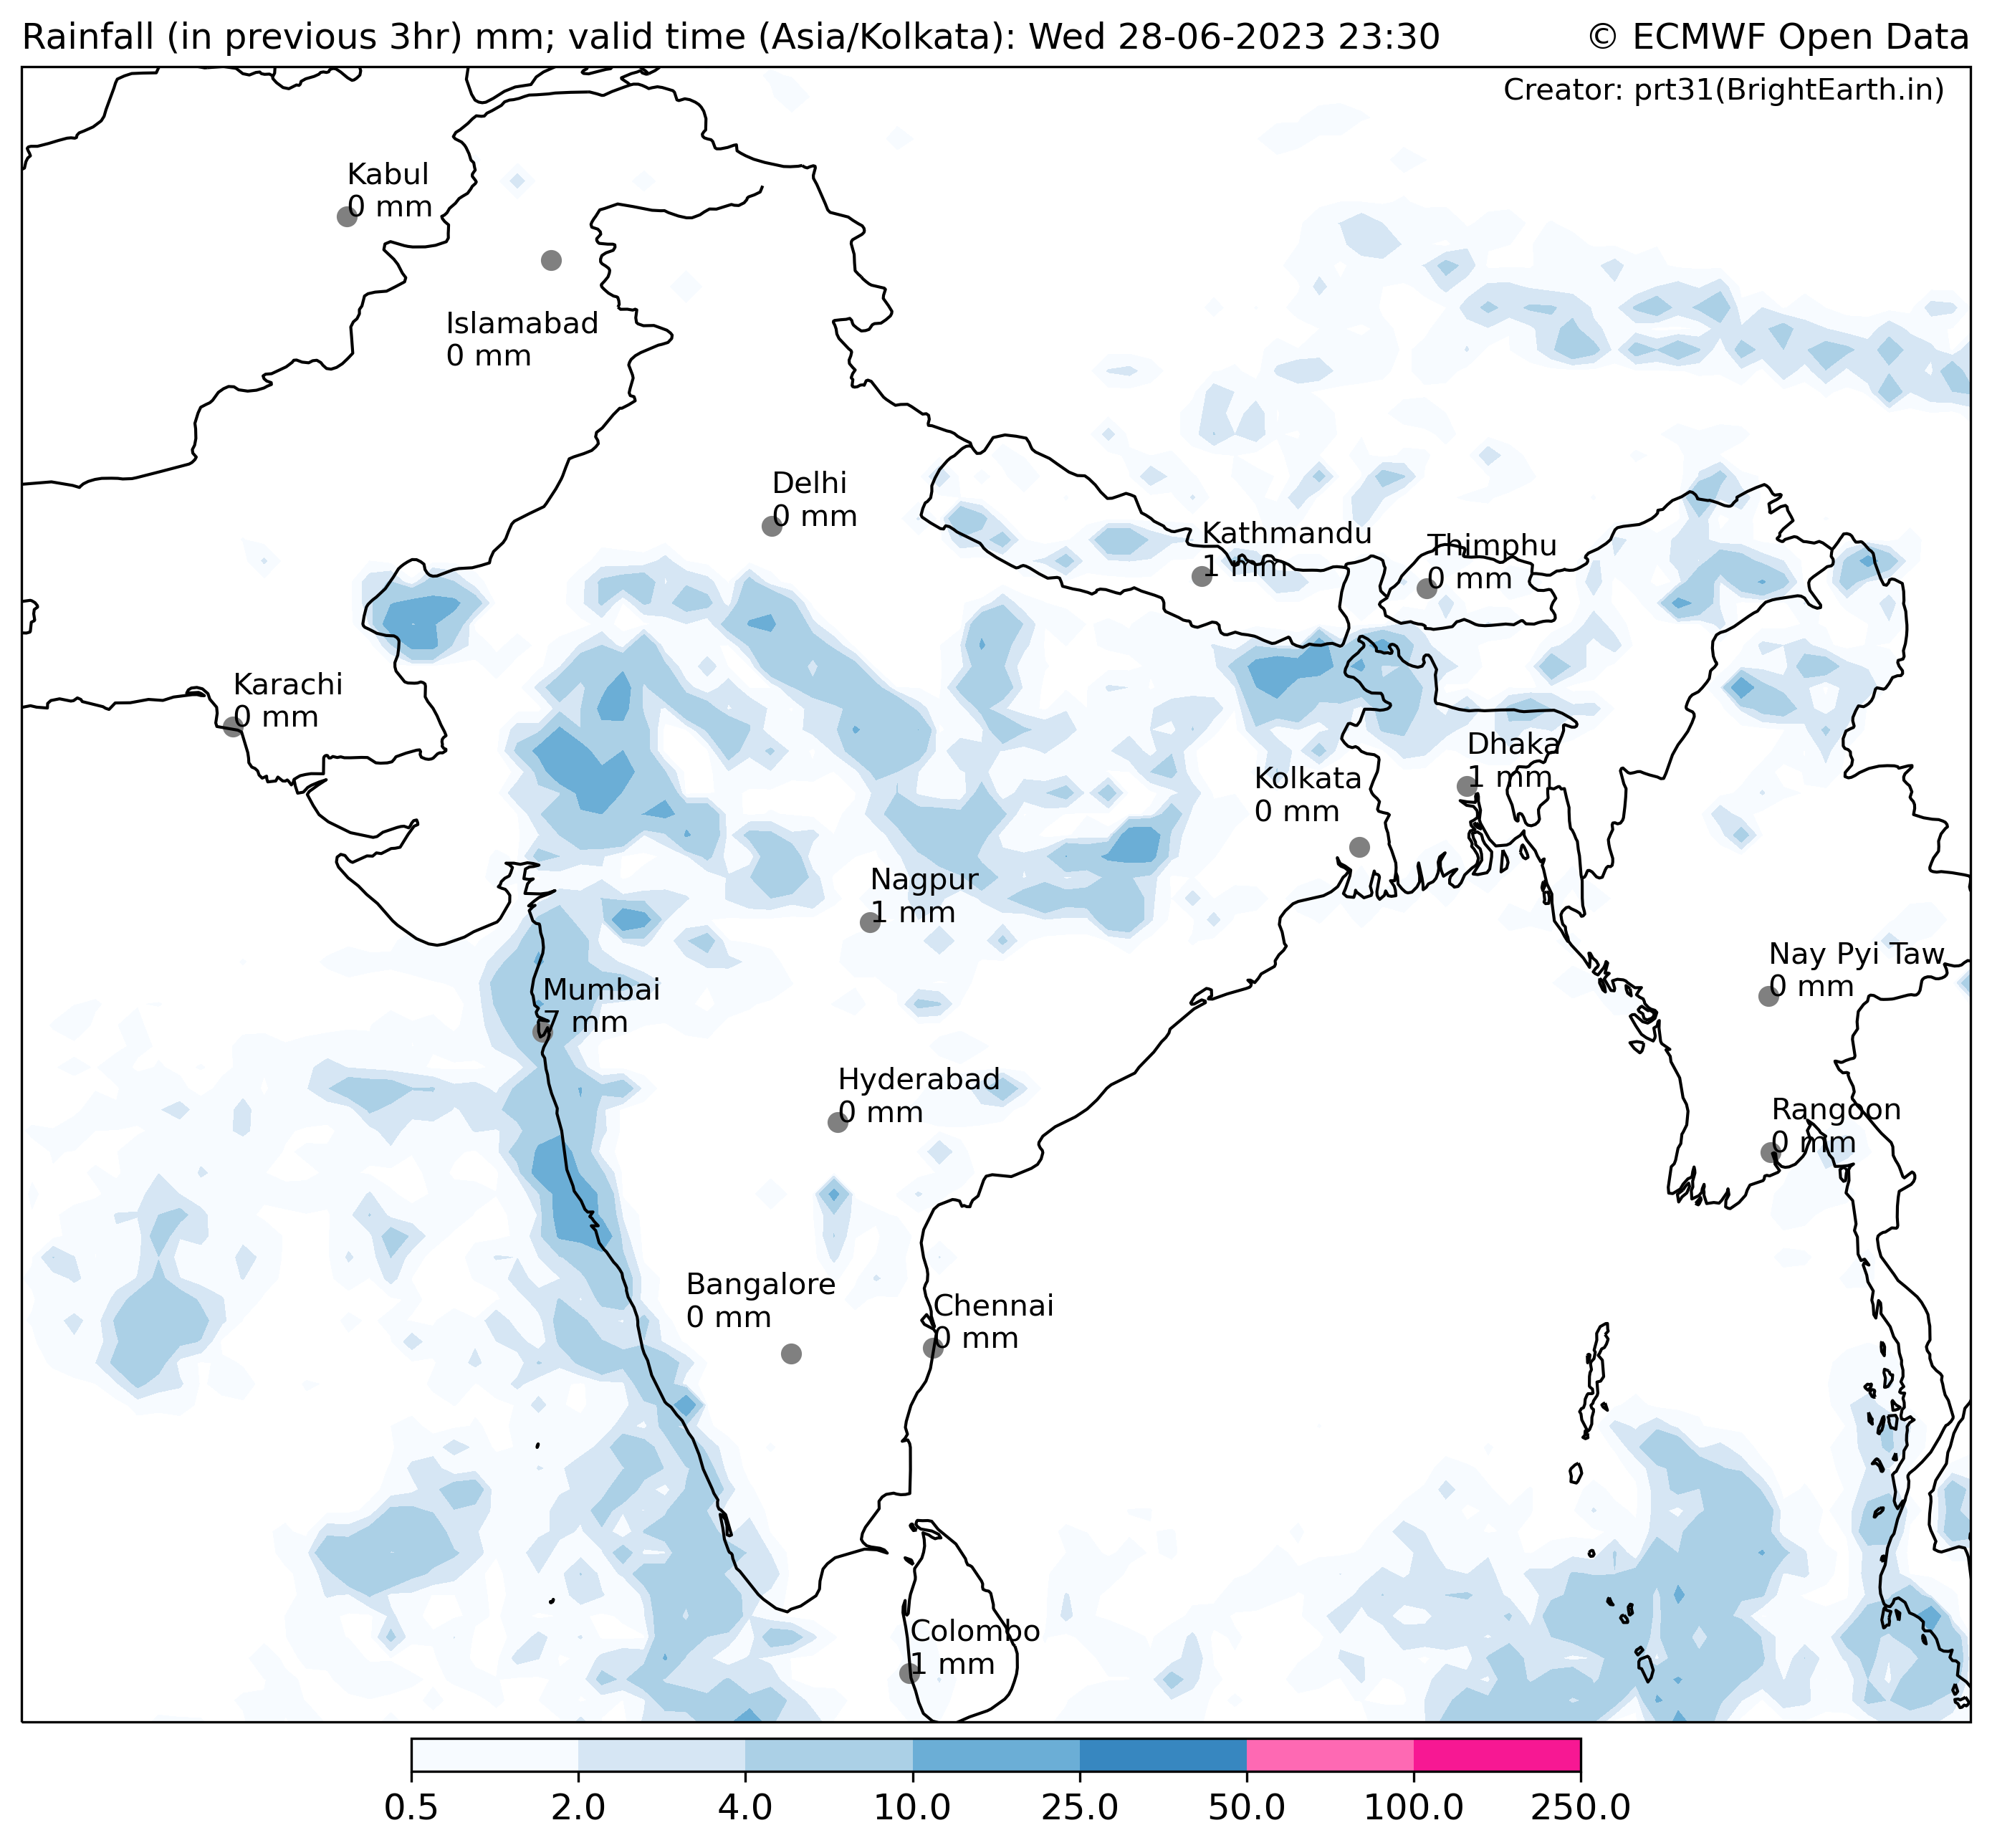 Rainfall (in previous 3hr) mm; valid time (Asia/Kolkata): Wed 28-06-2023 23:30
© ECMWF Open Data
Creator: prt31(BrightEarth.in)
Kabul
0 mm
Islamabad
0 mm
Delhi
0 mm
Kathmandu
1 mm
Thimphu
0 mm
Karachi
0 mm
Dhaka
1 mm
Kolkata
0 mm
Nagpur
1 mm
Nay Pyi Taw
0 mm
Mumbai
7 mm
Hyderabad
0 mm
Rangoon
0 mm
Bangalore
0 mm
Chennai
0 mm
Colombo
1 mm
0.5 2.0 4.0 10.0 25.0 50.0 100.0 250.0